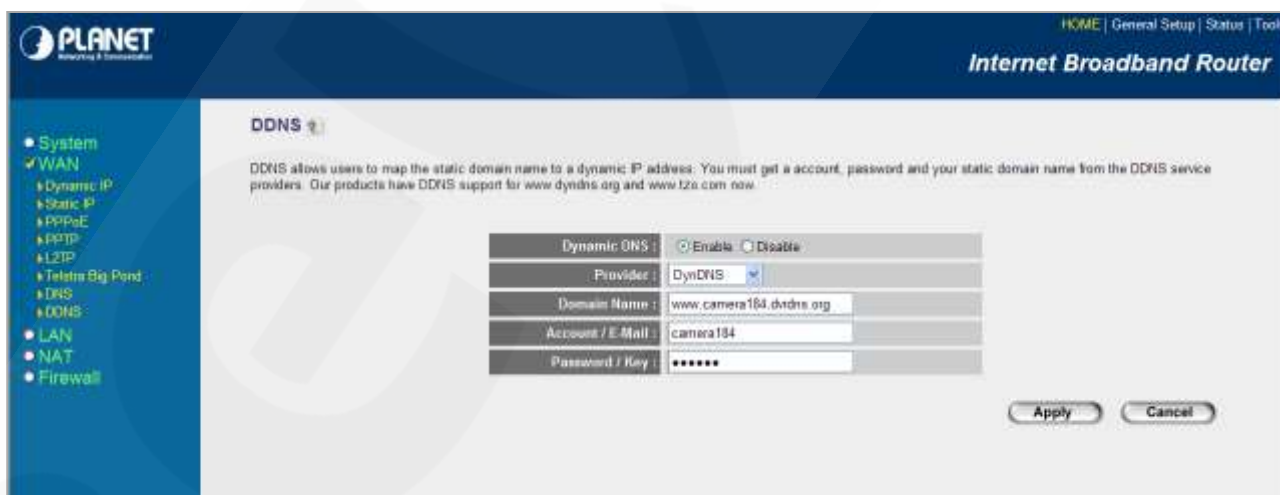 PLANET
Networking & Communication
HOME | General Setup | Status | Tool
Internet Broadband Router
System
WAN
Dynamic IP
Static IP
PPPoE
PPTP
L2TP
Telstra Big Pond
DNS
DDNS
LAN
NAT
Firewall
DDNS
DDNS allows users to map the static domain name to a dynamic IP address. You must get a account, password and your static domain name from the DDNS service
providers. Our products have DDNS support for www.dyndns.org and www.tzo.com now.
Dynamic DNS : Enable Disable
Provider : DynDNS
Domain Name : www.camera184.dvrdns.org
Account / E-Mail : camera184
Password / Key : ●●●●●●
Apply Cancel